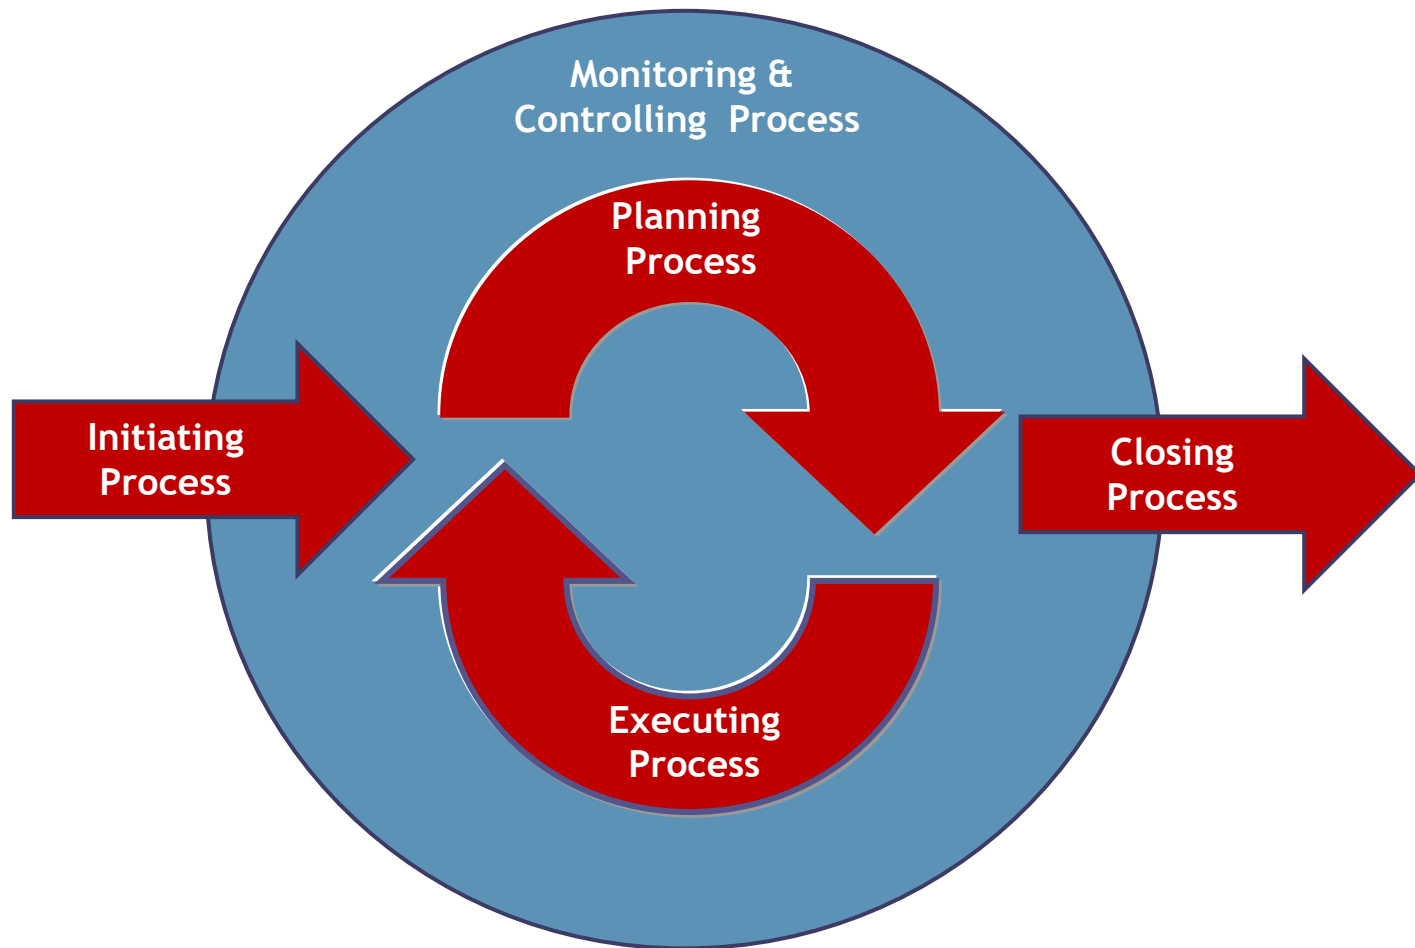 Monitoring &
Controlling Process
Planning
Process
Initiating
Process
Closing
Process
Executing
Process